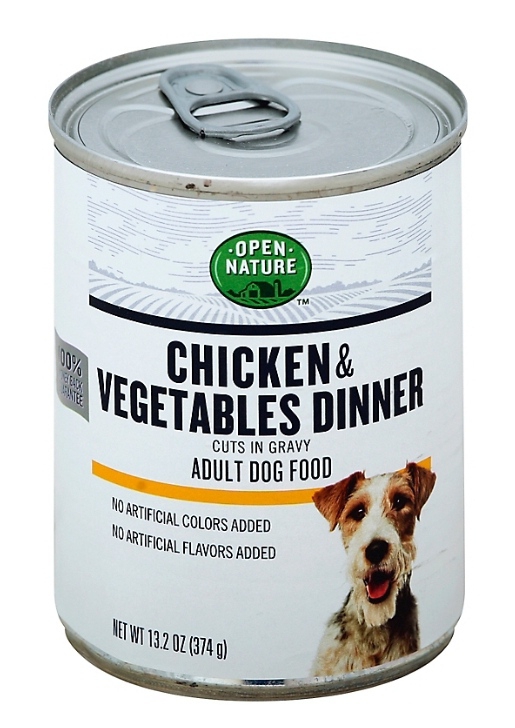 ·OPEN·
NATURE
™
CHICKEN &
VEGETABLES DINNER
CUTS IN GRAVY
ADULT DOG FOOD
NO ARTIFICIAL COLORS ADDED
NO ARTIFICIAL FLAVORS ADDED
NET WT 13.2 OZ (374 g)